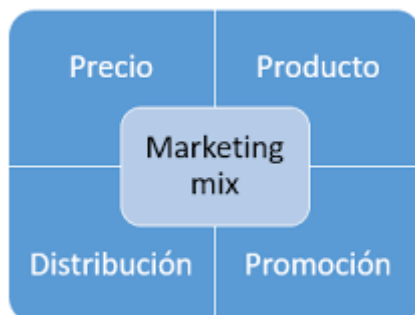 Precio
Producto
Marketing
mix
Distribución
Promoción